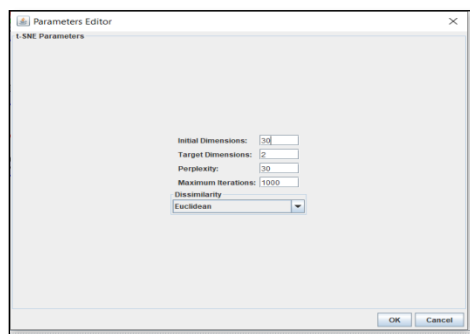 Parameters Editor
t-SNE Parameters
Initial Dimensions: 30
Target Dimensions: 2
Perplexity: 30
Maximum Iterations: 1000
Dissimilarity
Euclidean
OK Cancel